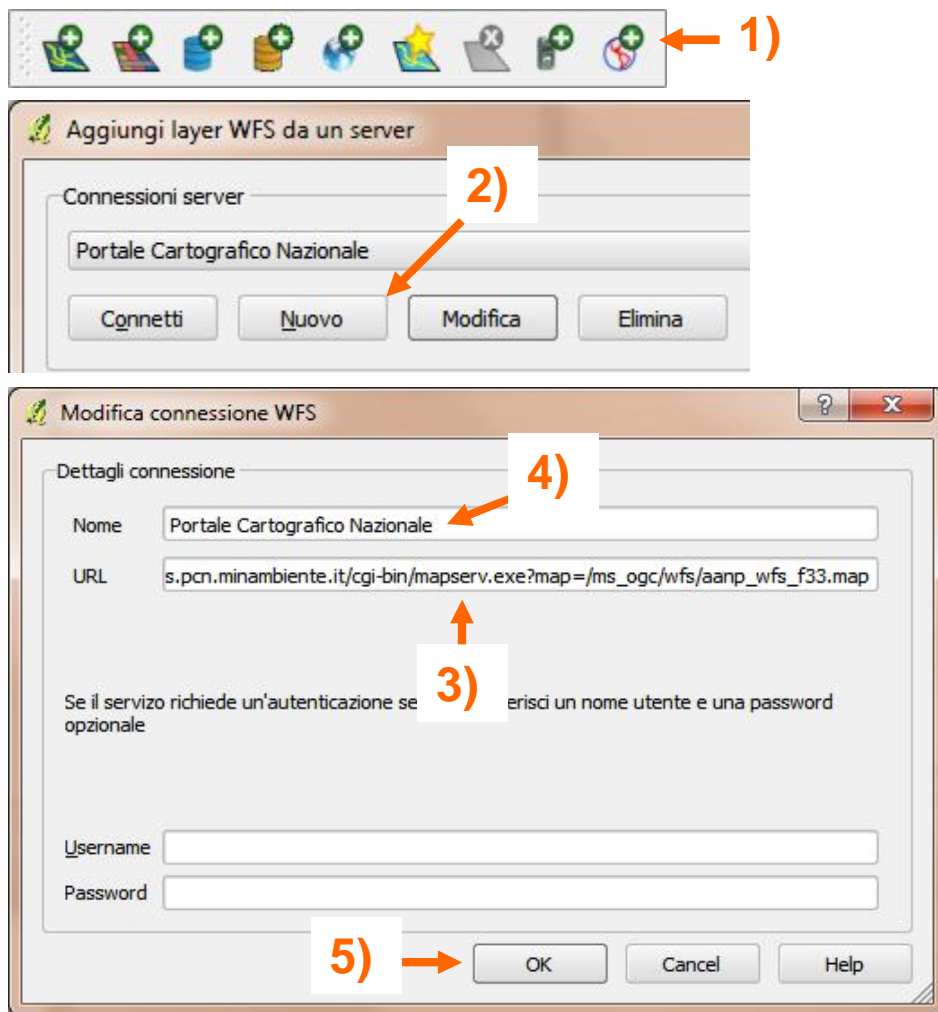 1)
Aggiungi layer WFS da un server
2)
Connessioni server
Portale Cartografico Nazionale
Connetti Nuovo Modifica Elimina
Modifica connessione WFS
Dettagli connessione
4)
Nome Portale Cartografico Nazionale
URL s.pcn.minambiente.it/cgi-bin/mapserv.exe?map=/ms_ogc/wfs/aanp_wfs_f33.map
3)
Se il servizo richiede un'autenticazione se erisci un nome utente e una password
opzionale
Username
Password
5)
OK Cancel Help